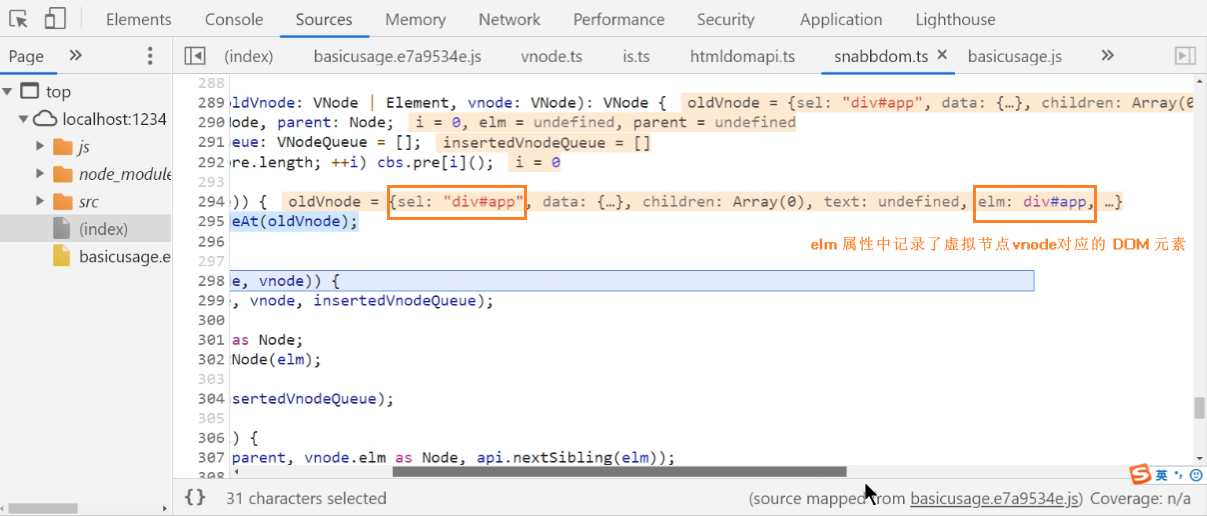 Elements Console Sources Memory Network Performance Security Application Lighthouse
Page (index) basicusage.e7a9534e.js vnode.ts is.ts htmldomapi.ts snabbdom.ts basicusage.js
top
localhost:1234
js
node_module
src
(index)
basicusage.e
288
289 oldVnode: VNode | Element, vnode: VNode): VNode { oldVnode = {sel: "div#app", data: {…}, children: Array(0
290 Node, parent: Node; i = 0, elm = undefined, parent = undefined
291 eue: VNodeQueue = []; insertedVnodeQueue = []
292 re.length; ++i) cbs.pre[i](); i = 0
293
294 )) { oldVnode = {sel: "div#app", data: {…}, children: Array(0), text: undefined, elm: div#app, …}
295 eAt(oldVnode);
296
elm 属性中记录了虚拟节点vnode对应的 DOM 元素
297
298 e, vnode)) {
299 , vnode, insertedVnodeQueue);
300
301 as Node;
302 Node(elm);
303
304 sertedVnodeQueue);
305
306 ) {
307 parent, vnode.elm as Node, api.nextSibling(elm));
308
英
{} 31 characters selected (source mapped from basicusage.e7a9534e.js) Coverage: n/a